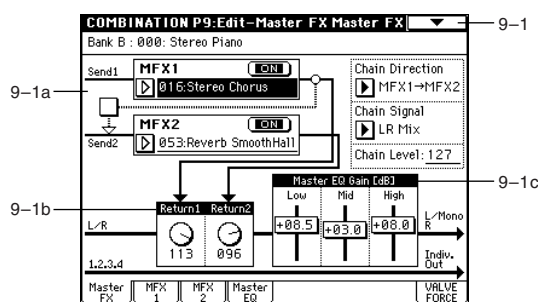 COMBINATION P9:Edit-Master FX Master FX
9-1
Bank B : 000: Stereo Piano
Send1
MFX1
ON
016:Stereo Chorus
Chain Direction
MFX1→MFX2
9-1a
Chain Signal
LR Mix
Send2
MFX2
ON
053:Reverb SmoothHall
Chain Level: 127
Master EQ Gain [dB]
9-1c
Low Mid High
9-1b
Return1 Return2
+08.5 +03.0 +08.0
L/R
L/Mono
R
113 096
1.2.3.4
Indiv.
Out
Master FX
MFX 1
MFX 2
Master EQ
VALVE FORCE